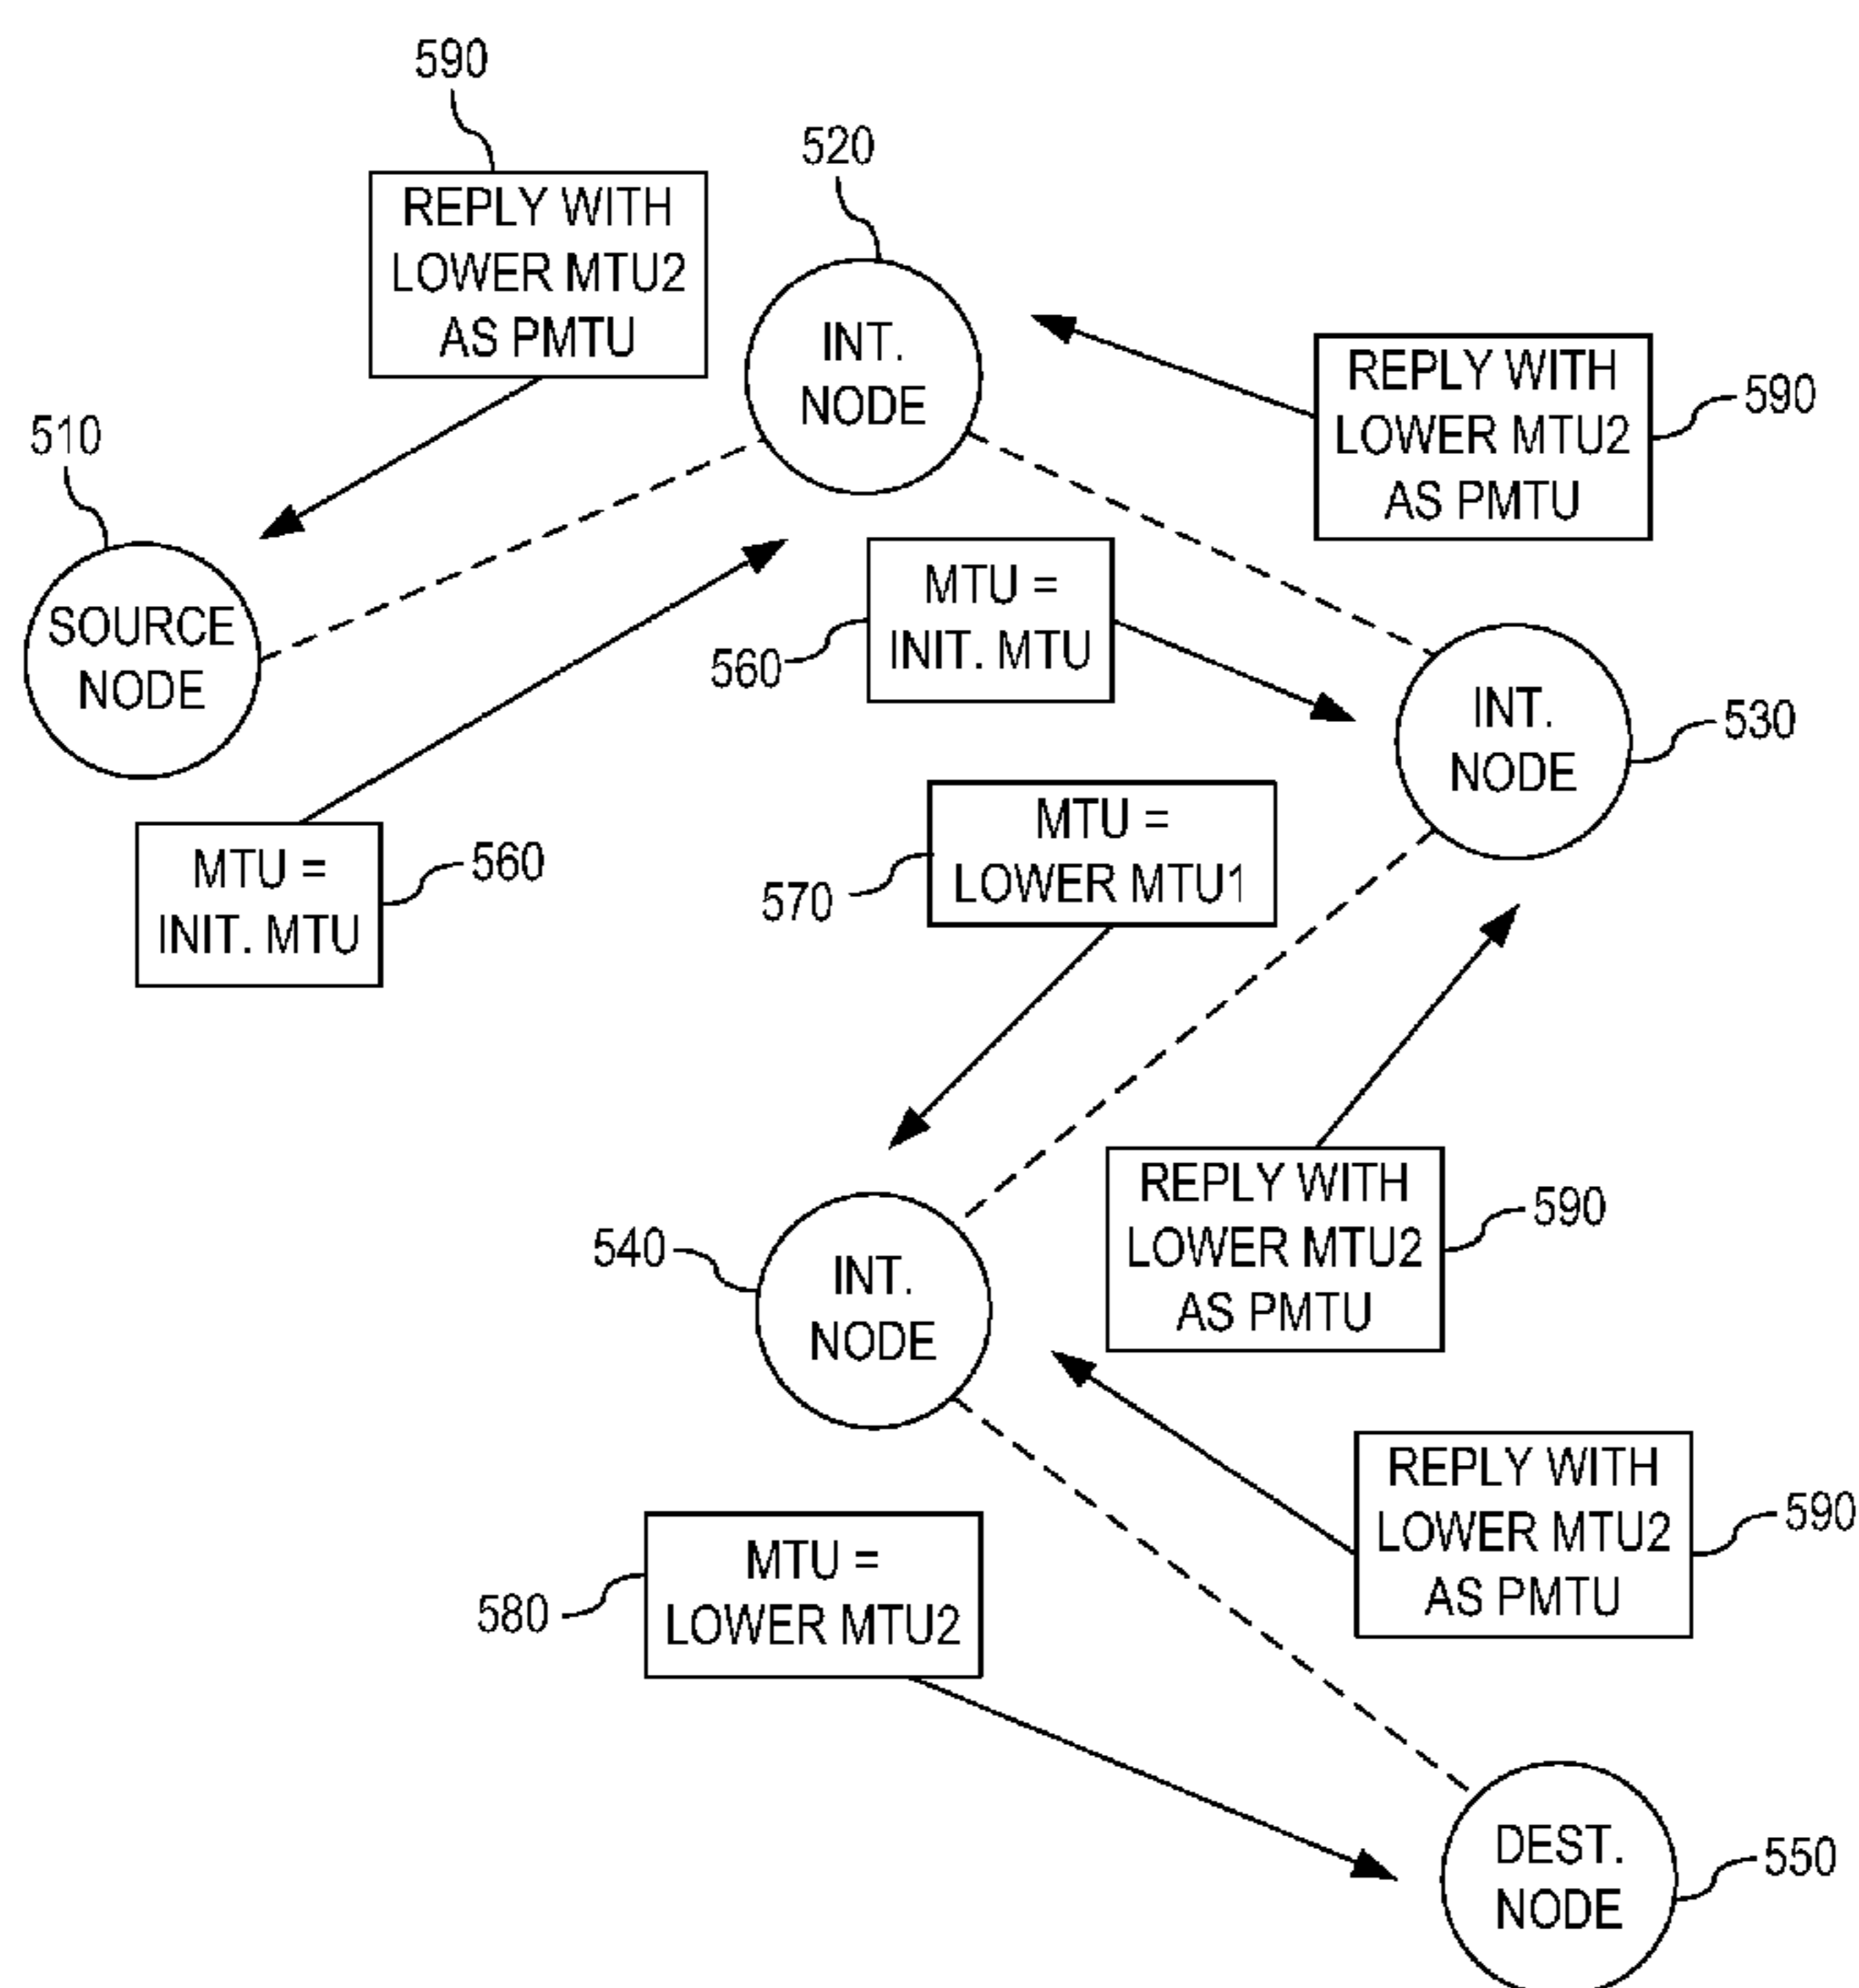 590
520
REPLY WITH
LOWER MTU2
AS PMTU
INT.
NODE
REPLY WITH
LOWER MTU2
AS PMTU
590
510
SOURCE
NODE
MTU =
INIT. MTU
560
INT.
NODE
530
MTU =
INIT. MTU
560
MTU =
LOWER MTU1
570
540
INT.
NODE
REPLY WITH
LOWER MTU2
AS PMTU
590
REPLY WITH
LOWER MTU2
AS PMTU
590
MTU =
LOWER MTU2
580
DEST.
NODE
550